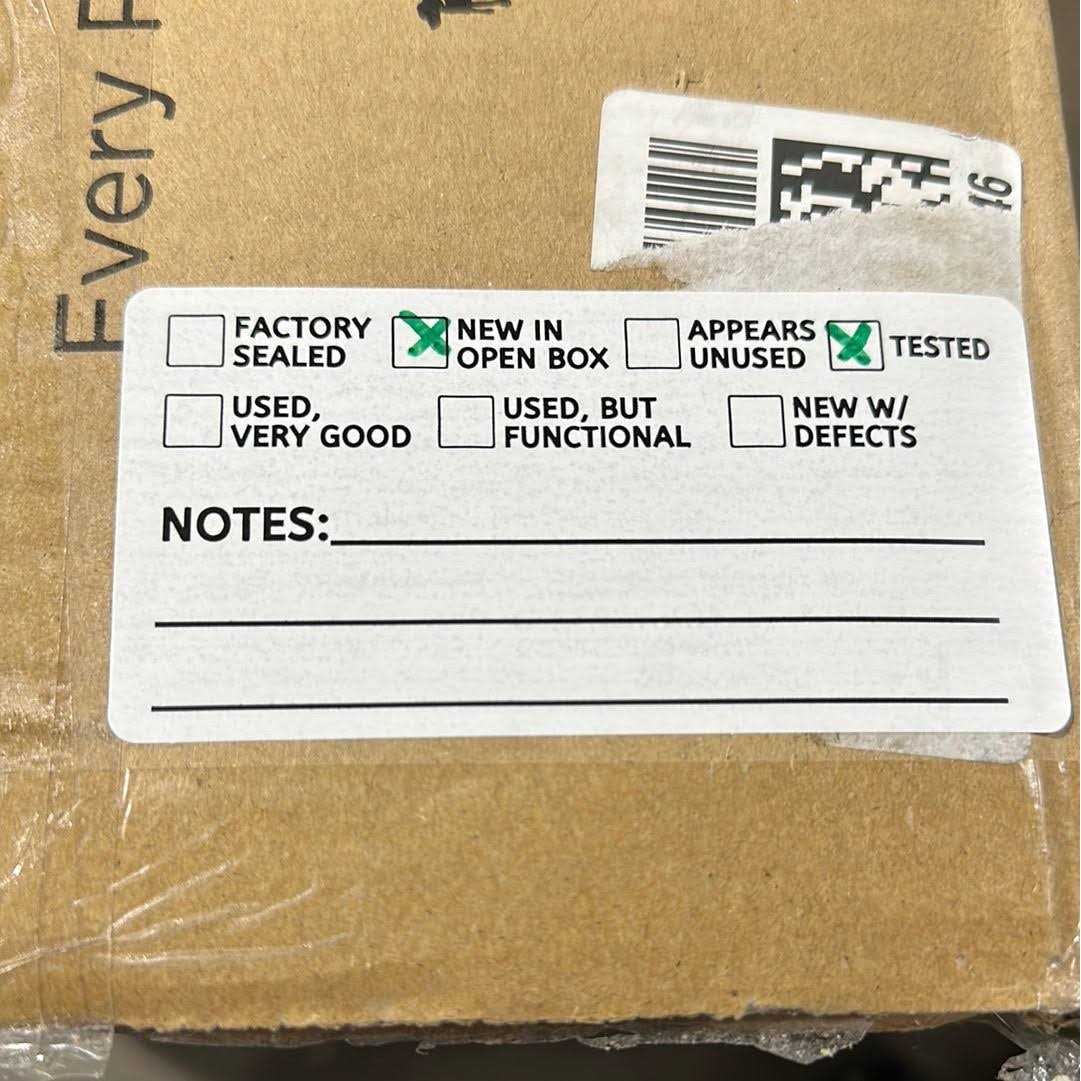 Every
46
FACTORY SEALED NEW IN OPEN BOX APPEARS UNUSED TESTED
USED, VERY GOOD USED, BUT FUNCTIONAL NEW W/ DEFECTS
NOTES: